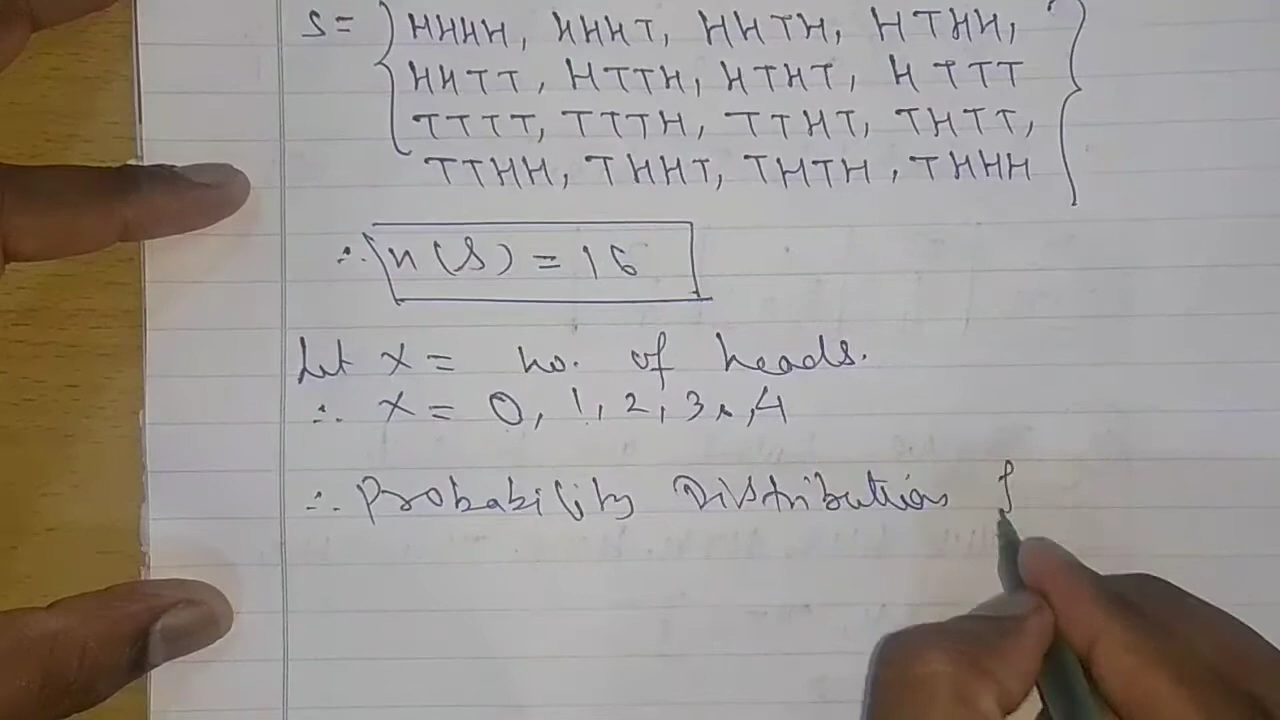 S = { HHHH, HHHT, HHTH, HTHH,
HHTT, HTTH, HTHT, HTTT
TTTT, TTTH, TTHT, THTT,
TTHH, THHT, THTH, THHH }
∴ n(S) = 16
Let X = no. of heads.
∴ X = 0, 1, 2, 3, 4
∴ Probability Distribution f